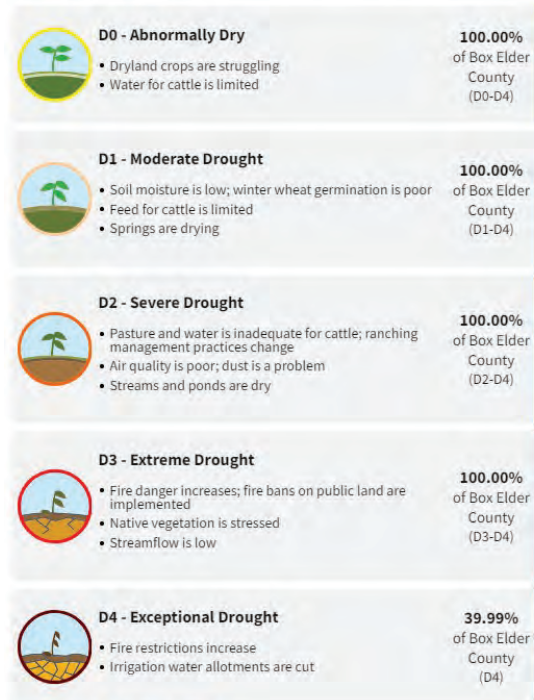 D0 - Abnormally Dry
• Dryland crops are struggling
• Water for cattle is limited
100.00%
of Box Elder
County
(D0-D4)
D1 - Moderate Drought
• Soil moisture is low; winter wheat germination is poor
• Feed for cattle is limited
• Springs are drying
100.00%
of Box Elder
County
(D1-D4)
D2 - Severe Drought
• Pasture and water is inadequate for cattle; ranching
management practices change
• Air quality is poor; dust is a problem
• Streams and ponds are dry
100.00%
of Box Elder
County
(D2-D4)
D3 - Extreme Drought
• Fire danger increases; fire bans on public land are
implemented
• Native vegetation is stressed
• Streamflow is low
100.00%
of Box Elder
County
(D3-D4)
D4 - Exceptional Drought
• Fire restrictions increase
• Irrigation water allotments are cut
39.99%
of Box Elder
County
(D4)